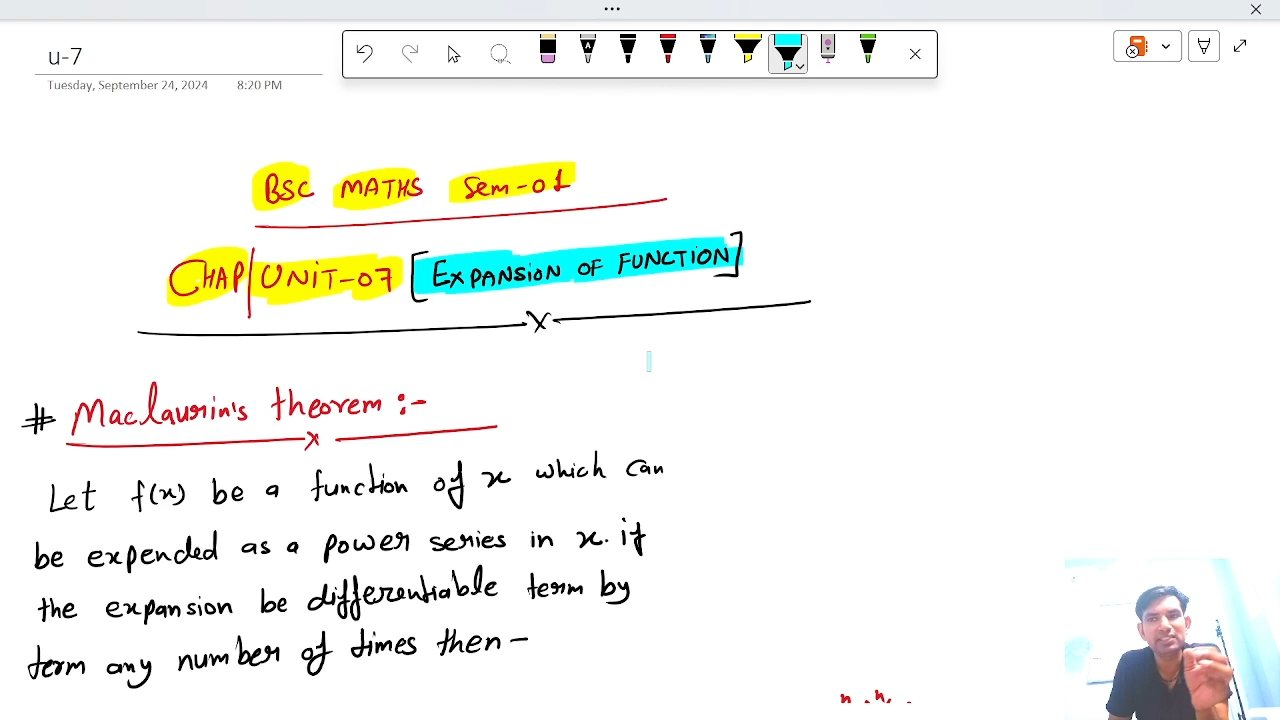 u-7
Tuesday, September 24, 2024 8:20 PM
BSC MATHS Sem-01
CHAP|UNIT-07 [EXPANSION OF FUNCTION]
# Maclaurin's theorem :-
Let f(x) be a function of x which can
be expended as a power series in x. if
the expansion be differentiable term by
term any number of times then -